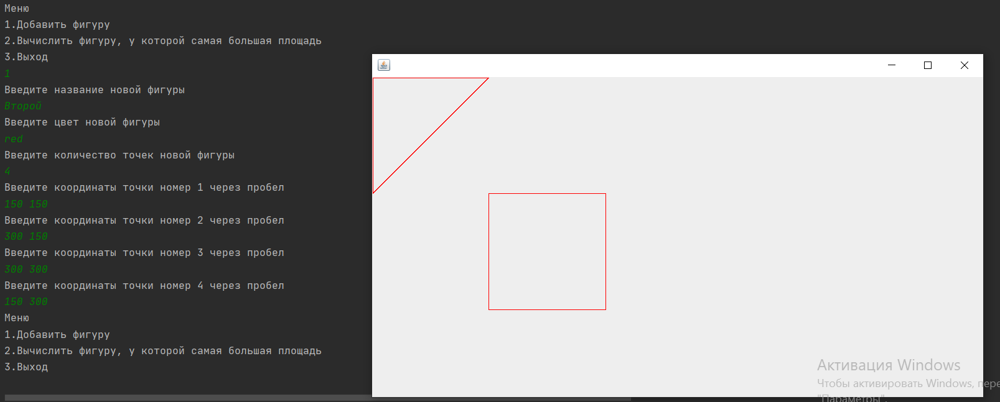 Меню
1.Добавить фигуру
2.Вычислить фигуру, у которой самая большая площадь
3.Выход
1
Введите название новой фигуры
Второй
Введите цвет новой фигуры
red
Введите количество точек новой фигуры
4
Введите координаты точки номер 1 через пробел
150 150
Введите координаты точки номер 2 через пробел
300 150
Введите координаты точки номер 3 через пробел
300 300
Введите координаты точки номер 4 через пробел
150 300
Меню
1.Добавить фигуру
2.Вычислить фигуру, у которой самая большая площадь
3.Выход
Активация Windows
Чтобы активировать Windows, пере
"Параметры".